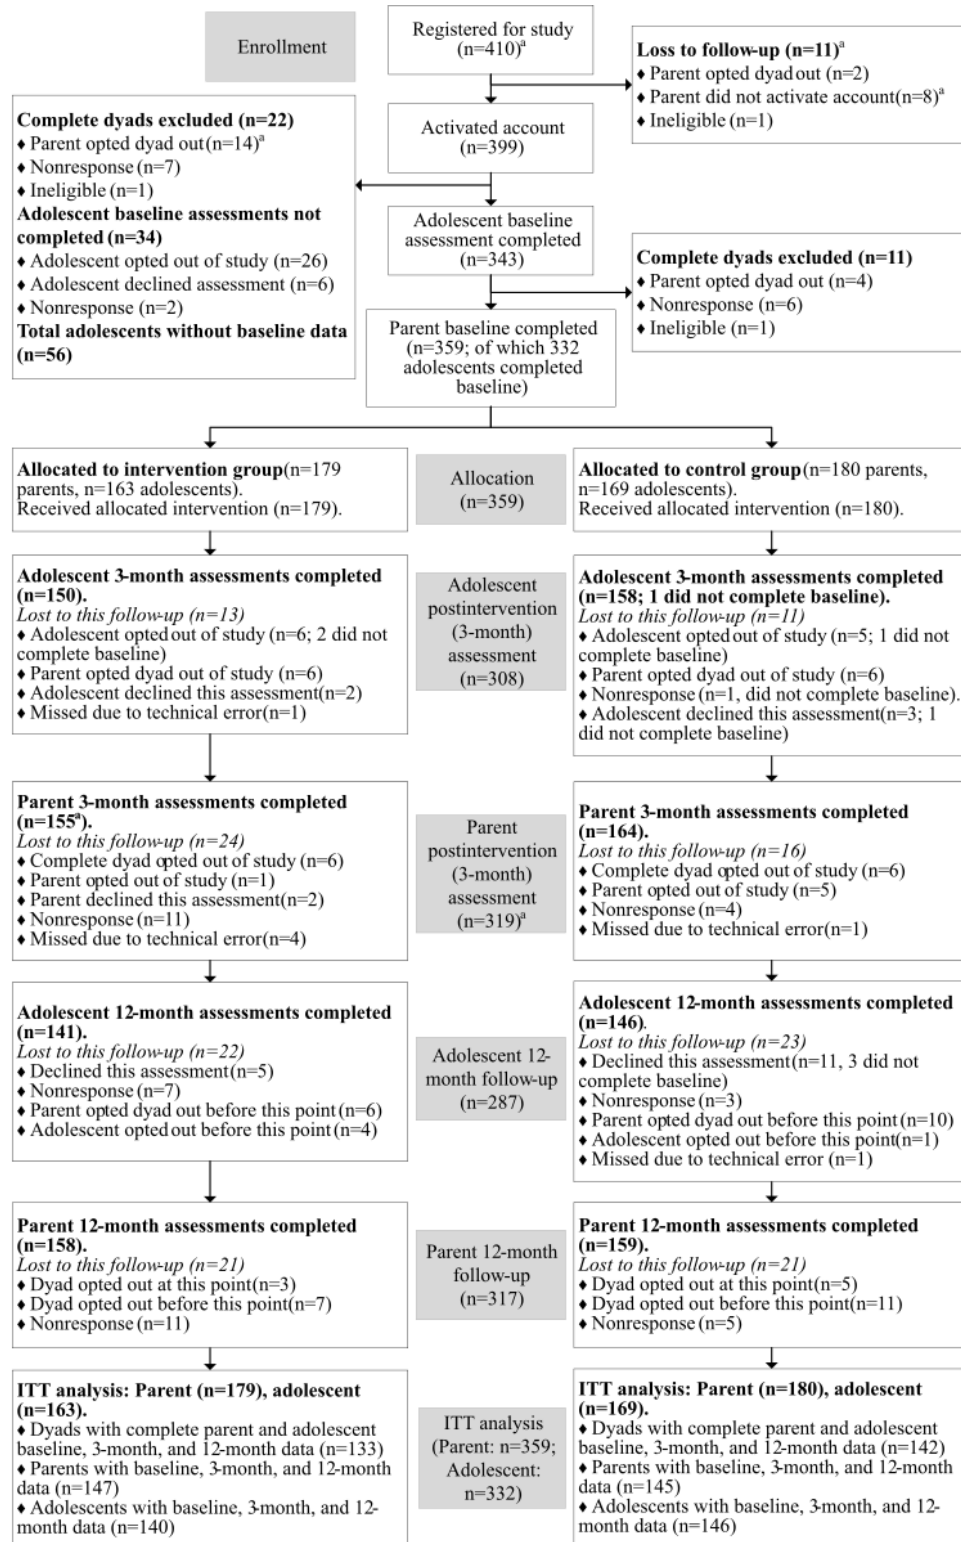 Enrollment
Registered for study
(n=410)a
Loss to follow-up (n=11)a
♦ Parent opted dyad out (n=2)
♦ Parent did not activate account(n=8)a
♦ Ineligible (n=1)
Activated account
(n=399)
Complete dyads excluded (n=22)
♦ Parent opted dyad out(n=14)a
♦ Nonresponse (n=7)
♦ Ineligible (n=1)
Adolescent baseline assessments not
completed (n=34)
♦ Adolescent opted out of study (n=26)
♦ Adolescent declined assessment (n=6)
♦ Nonresponse (n=2)
Total adolescents without baseline data
(n=56)
Adolescent baseline
assessment completed
(n=343)
Complete dyads excluded (n=11)
♦ Parent opted dyad out (n=4)
♦ Nonresponse (n=6)
♦ Ineligible (n=1)
Parent baseline completed
(n=359; of which 332
adolescents completed
baseline)
Allocated to intervention group(n=179
parents, n=163 adolescents).
Received allocated intervention (n=179).
Allocation
(n=359)
Allocated to control group(n=180 parents,
n=169 adolescents).
Received allocated intervention (n=180).
Adolescent 3-month assessments completed
(n=150).
Lost to this follow-up (n=13)
♦ Adolescent opted out of study (n=6; 2 did not
complete baseline)
♦ Parent opted dyad out of study (n=6)
♦ Adolescent declined this assessment(n=2)
♦ Missed due to technical error(n=1)
Adolescent
postintervention
(3-month)
assessment
(n=308)
Adolescent 3-month assessments completed
(n=158; 1 did not complete baseline).
Lost to this follow-up (n=11)
♦ Adolescent opted out of study (n=5; 1 did not
complete baseline)
♦ Parent opted dyad out of study (n=6)
♦ Nonresponse (n=1, did not complete baseline).
♦ Adolescent declined this assessment(n=3; 1
did not complete baseline)
Parent 3-month assessments completed
(n=155a).
Lost to this follow-up (n=24)
♦ Complete dyad opted out of study (n=6)
♦ Parent opted out of study (n=1)
♦ Parent declined this assessment(n=2)
♦ Nonresponse (n=11)
♦ Missed due to technical error(n=4)
Parent
postintervention
(3-month)
assessment
(n=319)a
Parent 3-month assessments completed
(n=164).
Lost to this follow-up (n=16)
♦ Complete dyad opted out of study (n=6)
♦ Parent opted out of study (n=5)
♦ Nonresponse (n=4)
♦ Missed due to technical error(n=1)
Adolescent 12-month assessments completed
(n=141).
Lost to this follow-up (n=22)
♦ Declined this assessment(n=5)
♦ Nonresponse (n=7)
♦ Parent opted dyad out before this point(n=6)
♦ Adolescent opted out before this point(n=4)
Adolescent 12-
month follow-up
(n=287)
Adolescent 12-month assessments completed
(n=146).
Lost to this follow-up (n=23)
♦ Declined this assessment(n=11, 3 did not
complete baseline)
♦ Nonresponse (n=3)
♦ Parent opted dyad out before this point(n=10)
♦ Adolescent opted out before this point(n=1)
♦ Missed due to technical error (n=1)
Parent 12-month assessments completed
(n=158).
Lost to this follow-up (n=21)
♦ Dyad opted out at this point(n=3)
♦ Dyad opted out before this point(n=7)
♦ Nonresponse (n=11)
Parent 12-month
follow-up
(n=317)
Parent 12-month assessments completed
(n=159).
Lost to this follow-up (n=21)
♦ Dyad opted out at this point(n=5)
♦ Dyad opted out before this point(n=11)
♦ Nonresponse (n=5)
ITT analysis: Parent (n=179), adolescent
(n=163).
♦ Dyads with complete parent and adolescent
baseline, 3-month, and 12-month data (n=133)
♦ Parents with baseline, 3-month, and 12-month
data (n=147)
♦ Adolescents with baseline, 3-month, and 12-
month data (n=140)
ITT analysis
(Parent: n=359;
Adolescent:
n=332)
ITT analysis: Parent (n=180), adolescent
(n=169).
♦ Dyads with complete parent and adolescent
baseline, 3-month, and 12-month data (n=142)
♦ Parents with baseline, 3-month, and 12-month
data (n=145)
♦ Adolescents with baseline, 3-month, and 12-
month data (n=146)